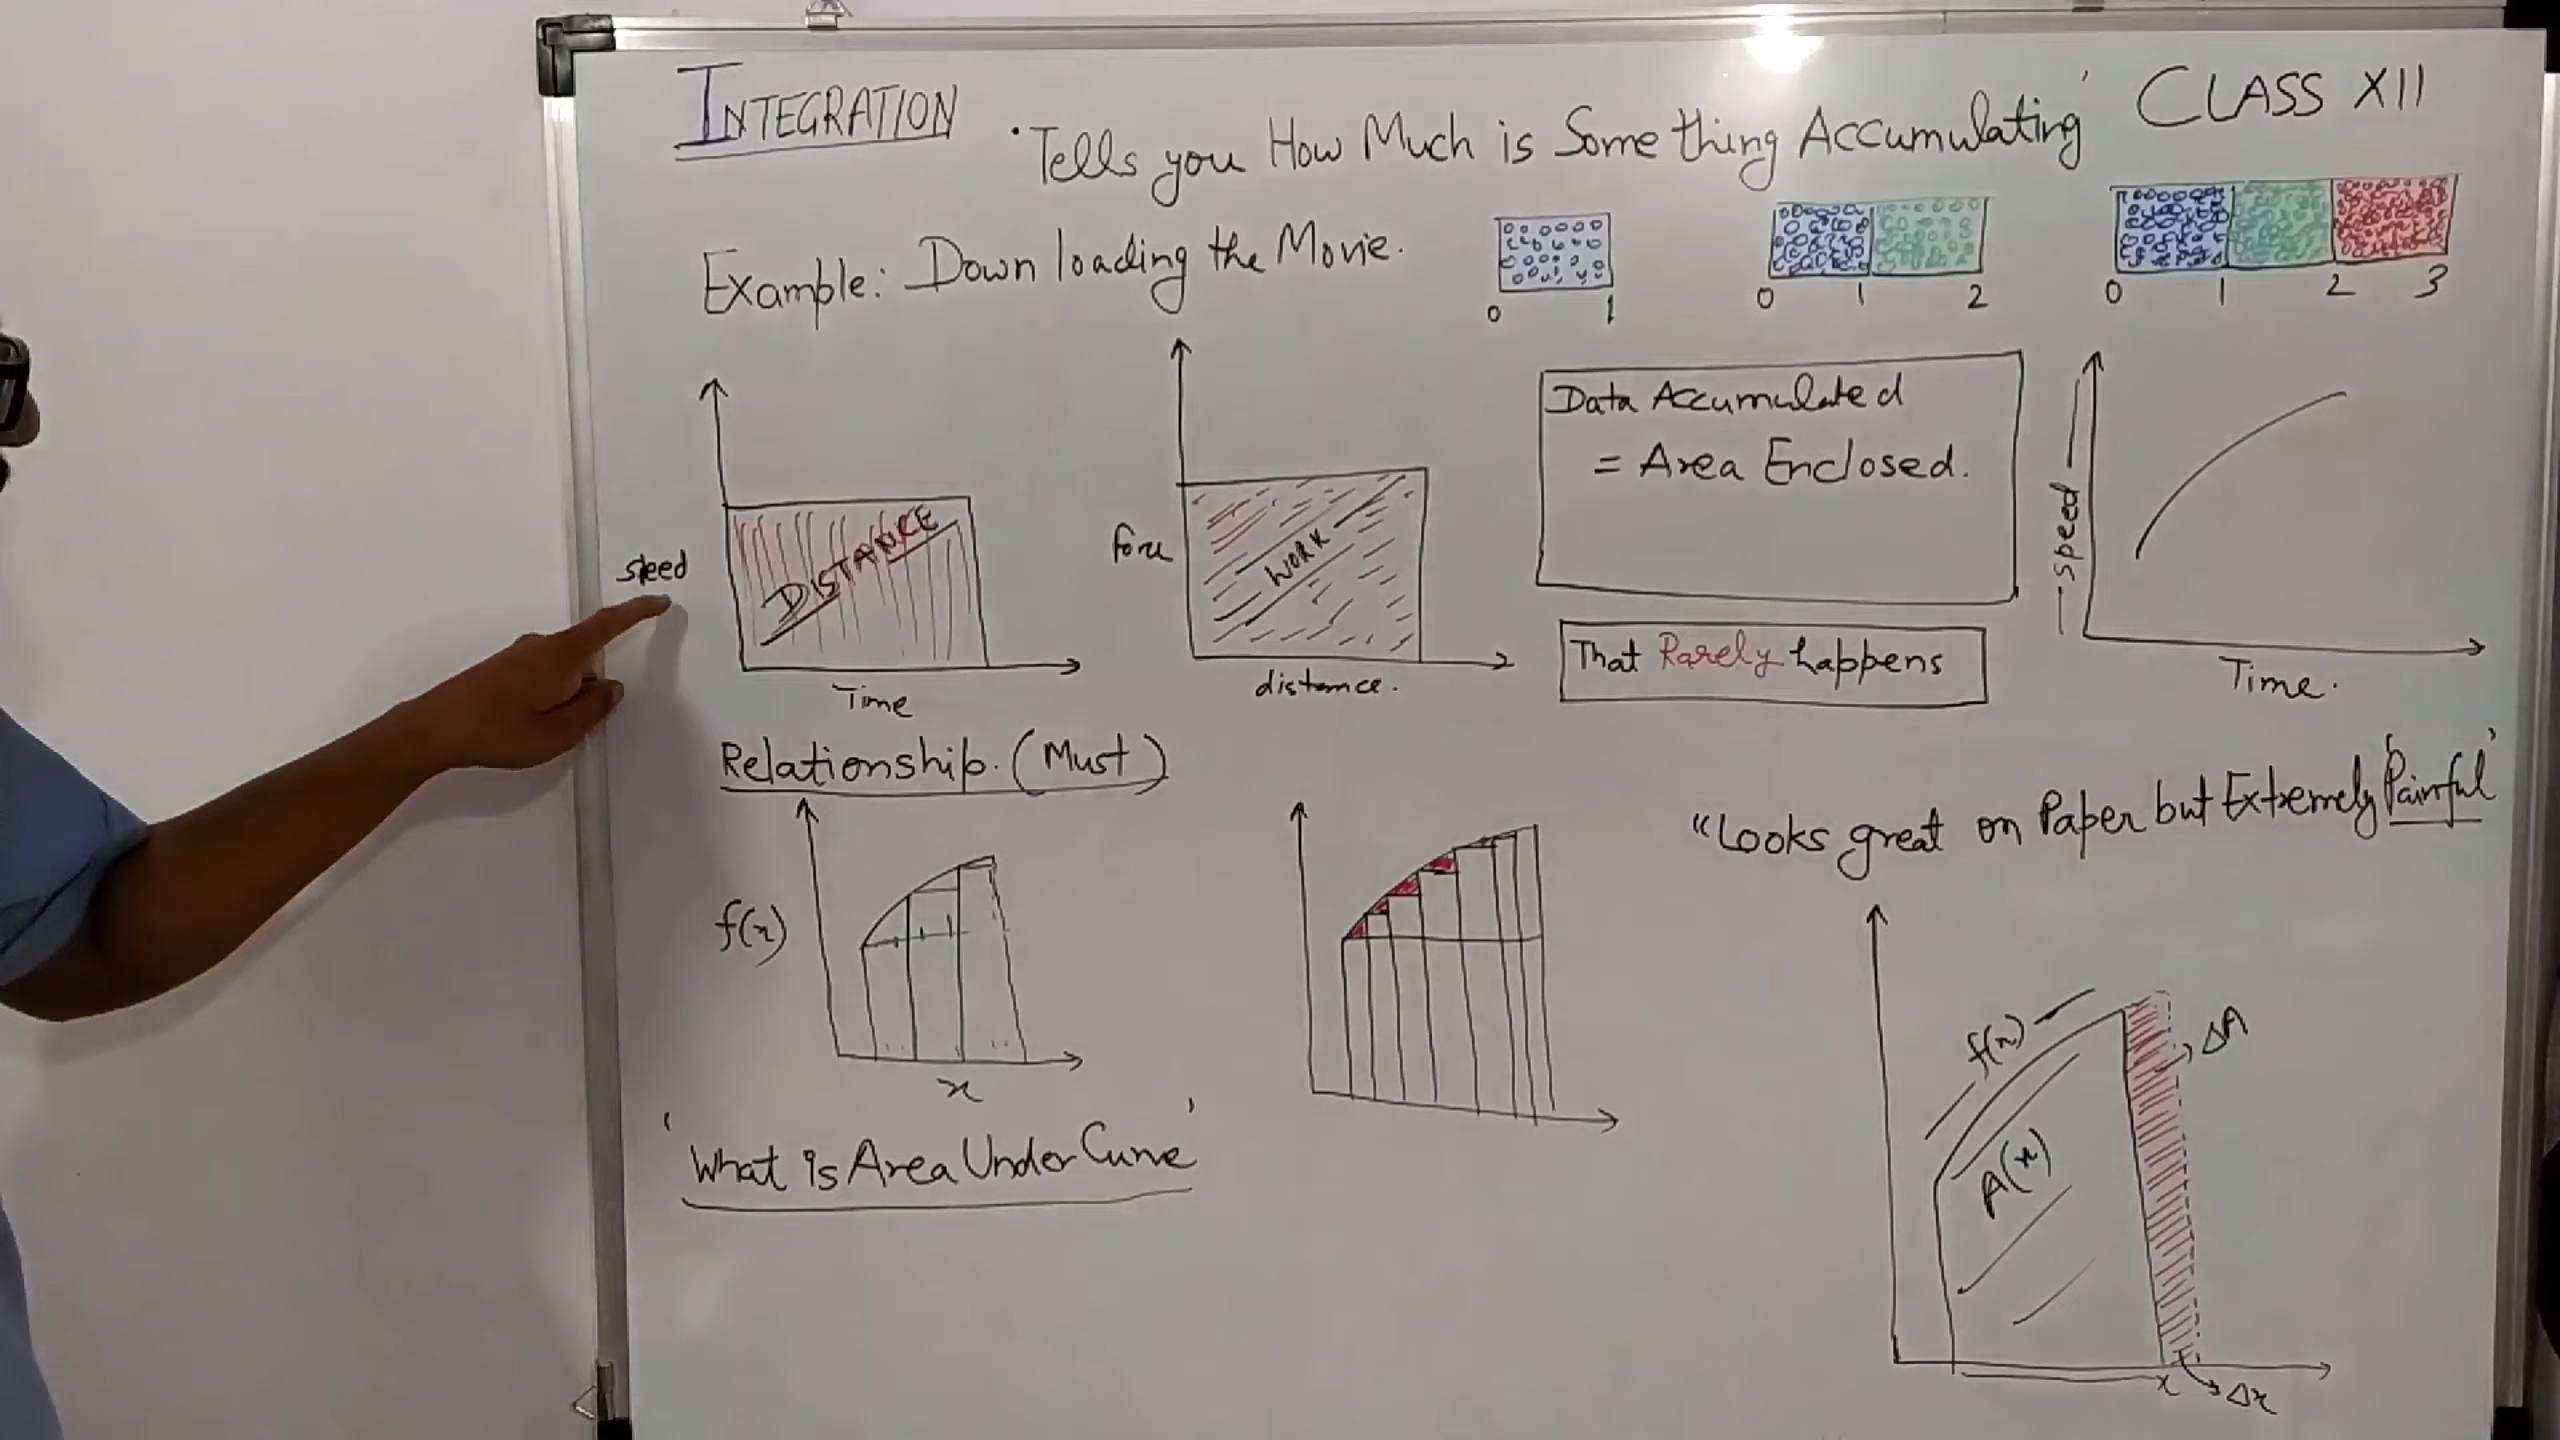 INTEGRATION
'Tells you How Much is Something Accumulating'
CLASS XII
Example: Downloading the Movie.
0 1
0 1 2
0 1 2 3
speed
DISTANCE
Time
force
WORK
distance.
Data Accumulated
= Area Enclosed.
That Rarely happens
speed
Time.
Relationship. (Must)
"Looks great on Paper but Extremely 'Painful'
f(x)
x
f(x)
A(x)
ΔA
x
Δx
'What is Area Under Curve'